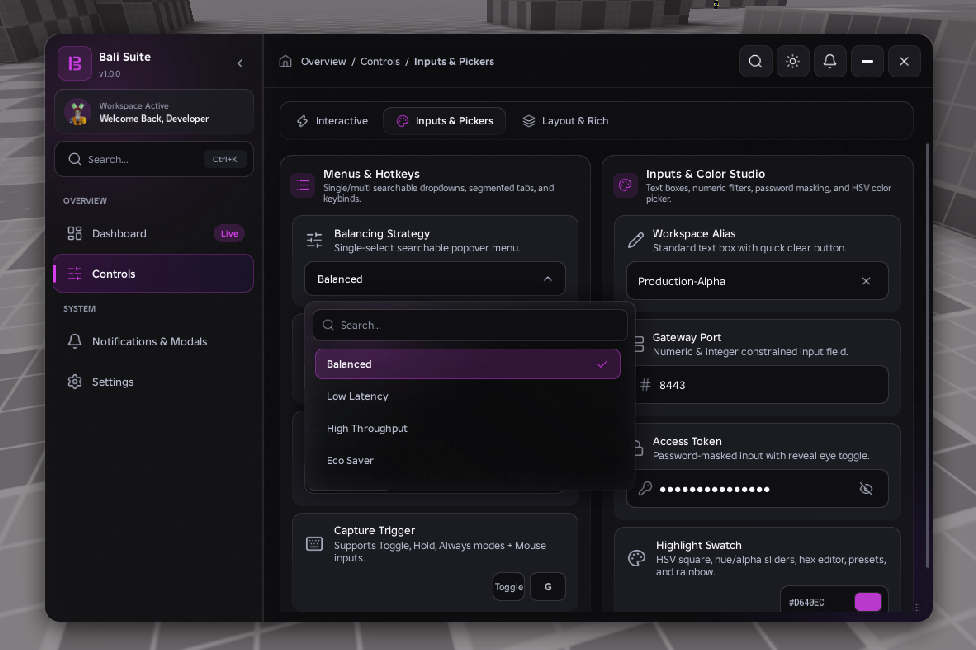 Bali Suite
v1.0.0
Workspace Active
Welcome Back, Developer
Search...
Ctrl+K
OVERVIEW
Dashboard
Live
Controls
SYSTEM
Notifications & Modals
Settings
Overview / Controls / Inputs & Pickers
Interactive
Inputs & Pickers
Layout & Rich
Menus & Hotkeys
Single/multi searchable dropdowns, segmented tabs, and
keybinds.
Balancing Strategy
Single-select searchable popover menu.
Balanced
Search...
Balanced
Low Latency
High Throughput
Eco Saver
Capture Trigger
Supports Toggle, Hold, Always modes + Mouse
inputs.
Toggle
G
Inputs & Color Studio
Text boxes, numeric filters, password masking, and HSV color
picker.
Workspace Alias
Standard text box with quick clear button.
Production-Alpha
Gateway Port
Numeric & integer constrained input field.
# 8443
Access Token
Password-masked input with reveal eye toggle.
●●●●●●●●●●●●●●●
Highlight Swatch
HSV square, hue/alpha sliders, hex editor, presets,
and rainbow.
#D640ED